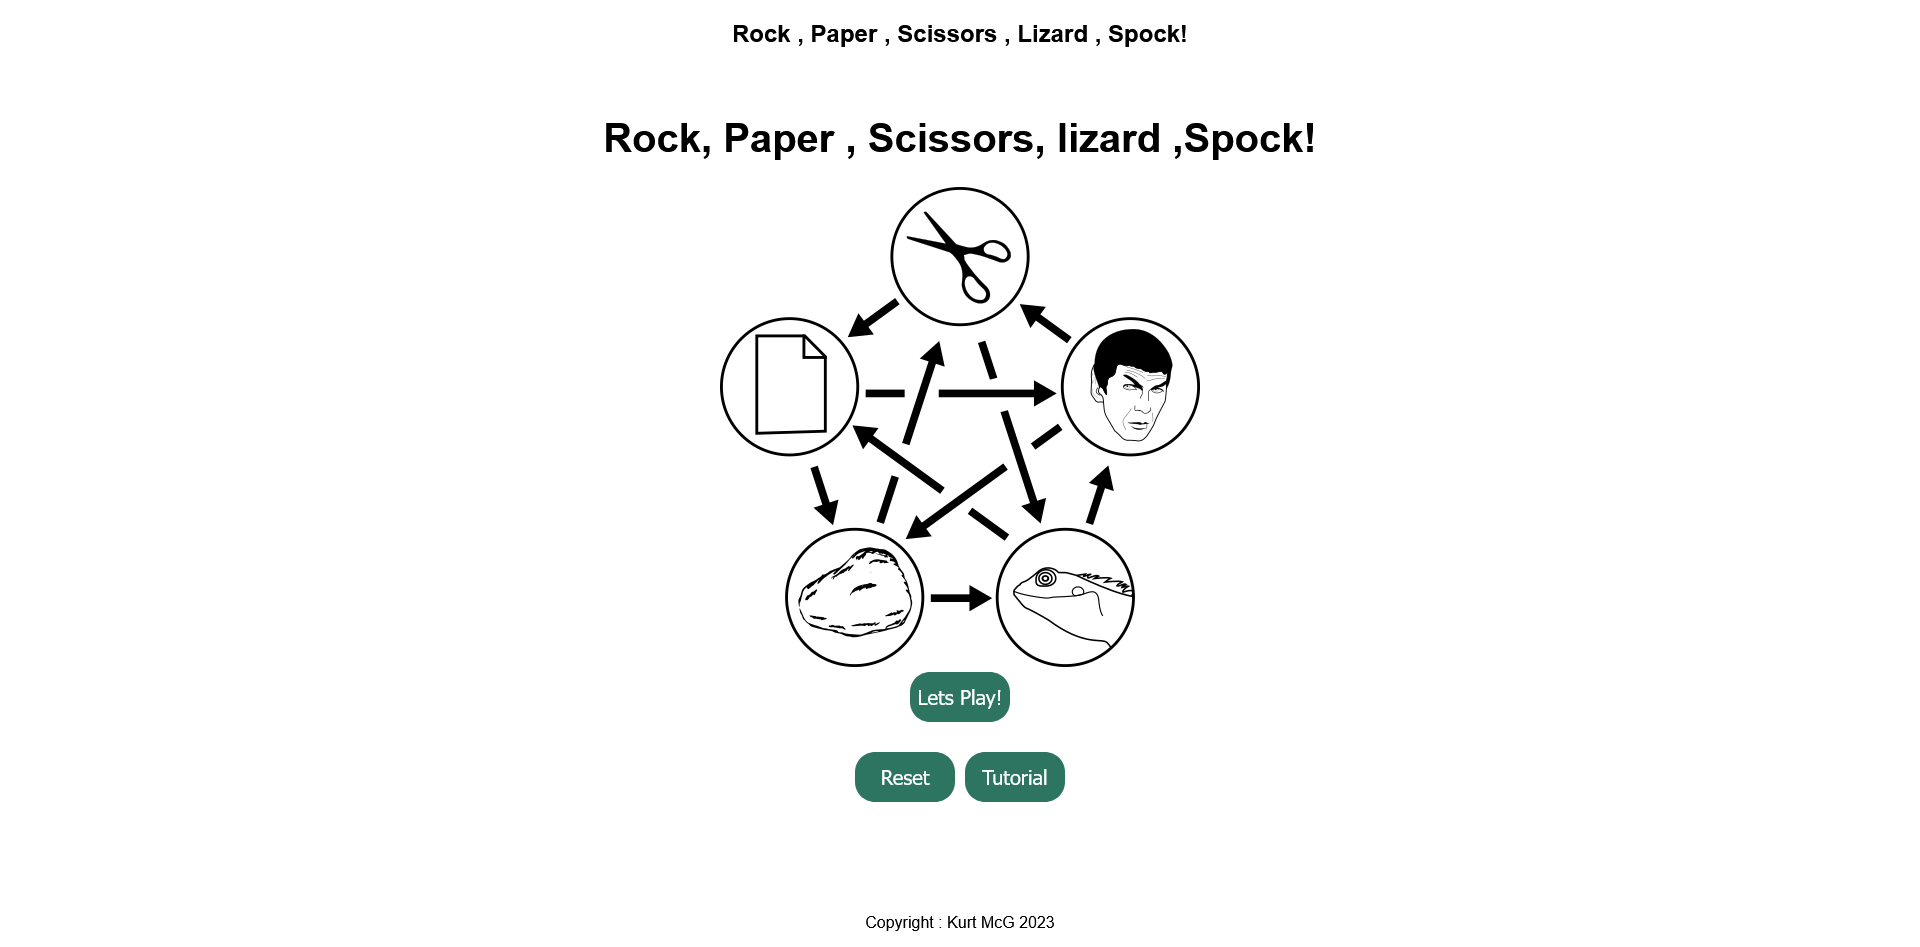 Rock , Paper , Scissors , Lizard , Spock!
Rock, Paper , Scissors, lizard ,Spock!
Lets Play!
Reset Tutorial
Copyright : Kurt McG 2023